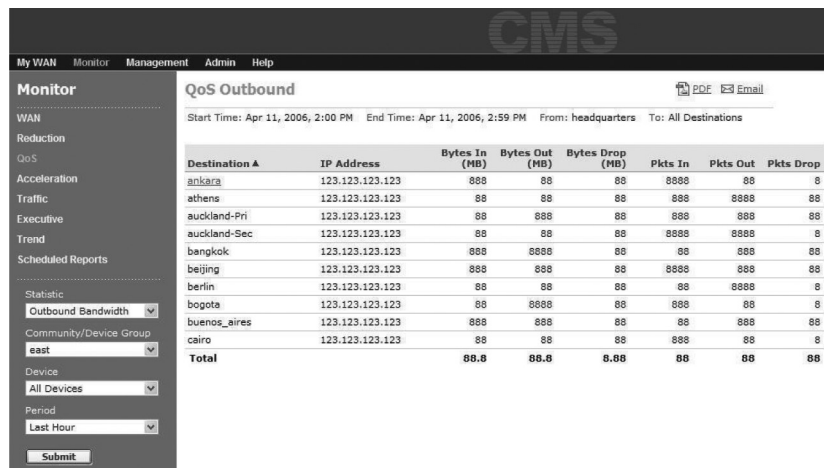 CMS
My WAN Monitor Management Admin Help
Monitor
WAN
Reduction
QoS
Acceleration
Traffic
Executive
Trend
Scheduled Reports
Statistic
Outbound Bandwidth
Community/Device Group
east
Device
All Devices
Period
Last Hour
Submit
QoS Outbound
PDF Email
Start Time: Apr 11, 2006, 2:00 PM End Time: Apr 11, 2006, 2:59 PM From: headquarters To: All Destinations
Destination ▲ IP Address Bytes In (MB) Bytes Out (MB) Bytes Drop (MB) Pkts In Pkts Out Pkts Drop
ankara 123.123.123.123 888 88 88 8888 88 8
athens 123.123.123.123 88 88 88 888 8888 88
auckland-Pri 123.123.123.123 88 888 88 888 888 88
auckland-Sec 123.123.123.123 888 88 88 8888 8888 8
bangkok 123.123.123.123 888 8888 88 88 888 888
beijing 123.123.123.123 888 888 88 8888 888 88
berlin 123.123.123.123 88 88 88 88 8888 8
bogota 123.123.123.123 88 8888 88 888 88 8
buenos_aires 123.123.123.123 888 888 88 88 888 88
cairo 123.123.123.123 88 88 88 888 88 8
Total 88.8 88.8 8.88 88 88 88